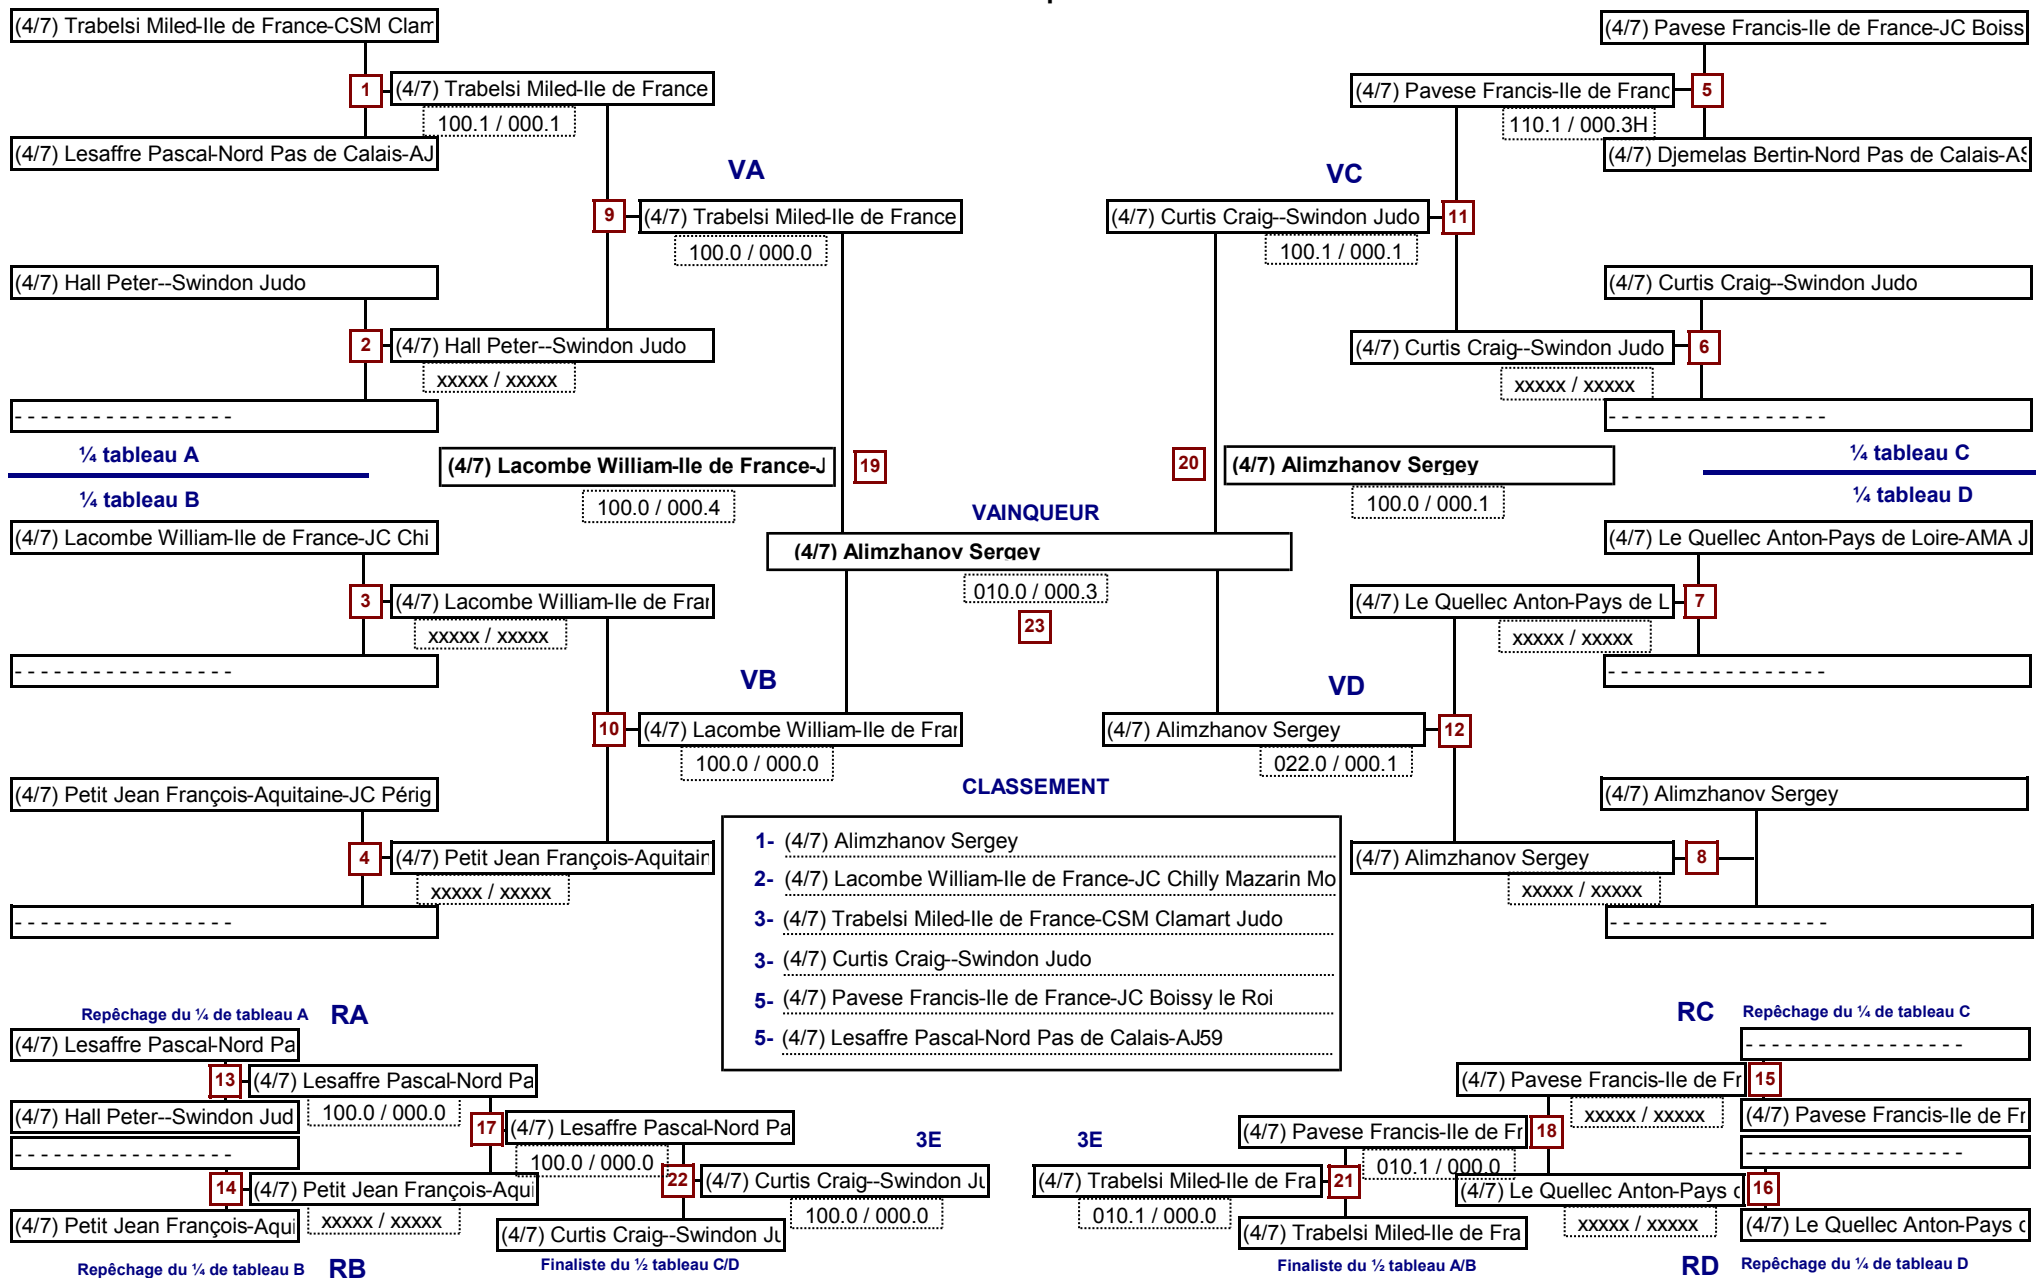 (4/7) Trabelsi Miled-Ile de France-CSM Clam
(4/7) Pavese Francis-Ile de France-JC Boiss
1
(4/7) Trabelsi Miled-Ile de France
100.1 / 000.1
(4/7) Pavese Francis-Ile de Franc
5
110.1 / 000.3H
(4/7) Lesaffre Pascal-Nord Pas de Calais-AJ
(4/7) Djemelas Bertin-Nord Pas de Calais-AS
VA
VC
9
(4/7) Trabelsi Miled-Ile de France
100.0 / 000.0
(4/7) Curtis Craig--Swindon Judo
11
100.1 / 000.1
(4/7) Hall Peter--Swindon Judo
(4/7) Curtis Craig--Swindon Judo
2
(4/7) Hall Peter--Swindon Judo
xxxxx / xxxxx
(4/7) Curtis Craig--Swindon Judo
6
xxxxx / xxxxx
- - - - - - - - - - - - - - - - -
- - - - - - - - - - - - - - - - -
¼ tableau A
(4/7) Lacombe William-Ile de France-J
19
20
(4/7) Alimzhanov Sergey
¼ tableau C
¼ tableau B
100.0 / 000.4
100.0 / 000.1
¼ tableau D
VAINQUEUR
(4/7) Lacombe William-Ile de France-JC Chi
(4/7) Alimzhanov Sergey
(4/7) Le Quellec Anton-Pays de Loire-AMA J
010.0 / 000.3
23
3
(4/7) Lacombe William-Ile de Fran
xxxxx / xxxxx
(4/7) Le Quellec Anton-Pays de L
7
xxxxx / xxxxx
- - - - - - - - - - - - - - - - -
- - - - - - - - - - - - - - - - -
VB
VD
10
(4/7) Lacombe William-Ile de Fran
100.0 / 000.0
(4/7) Alimzhanov Sergey
12
022.0 / 000.1
CLASSEMENT
(4/7) Petit Jean François-Aquitaine-JC Périg
(4/7) Alimzhanov Sergey
4
(4/7) Petit Jean François-Aquitain
xxxxx / xxxxx
(4/7) Alimzhanov Sergey
8
xxxxx / xxxxx
- - - - - - - - - - - - - - - - -
- - - - - - - - - - - - - - - - -
1- (4/7) Alimzhanov Sergey
2- (4/7) Lacombe William-Ile de France-JC Chilly Mazarin Mo
3- (4/7) Trabelsi Miled-Ile de France-CSM Clamart Judo
3- (4/7) Curtis Craig--Swindon Judo
5- (4/7) Pavese Francis-Ile de France-JC Boissy le Roi
5- (4/7) Lesaffre Pascal-Nord Pas de Calais-AJ59
Repêchage du ¼ de tableau A RA
RC Repêchage du ¼ de tableau C
(4/7) Lesaffre Pascal-Nord Pa
- - - - - - - - - - - - - - - - -
13
(4/7) Lesaffre Pascal-Nord Pa
(4/7) Pavese Francis-Ile de Fr
15
(4/7) Hall Peter--Swindon Jud
100.0 / 000.0
xxxxx / xxxxx
(4/7) Pavese Francis-Ile de Fr
17
(4/7) Lesaffre Pascal-Nord Pa
3E
3E
(4/7) Pavese Francis-Ile de Fr
18
- - - - - - - - - - - - - - - - -
100.0 / 000.0
010.1 / 000.0
- - - - - - - - - - - - - - - - -
14
(4/7) Petit Jean François-Aqui
22
(4/7) Curtis Craig--Swindon Ju
(4/7) Trabelsi Miled-Ile de Fra
21
(4/7) Le Quellec Anton-Pays d
16
(4/7) Petit Jean François-Aqui
xxxxx / xxxxx
(4/7) Curtis Craig--Swindon Ju
100.0 / 000.0
010.1 / 000.0
(4/7) Trabelsi Miled-Ile de Fra
xxxxx / xxxxx
(4/7) Le Quellec Anton-Pays d
Repêchage du ¼ de tableau B RB
Finaliste du ½ tableau C/D
Finaliste du ½ tableau A/B
RD Repêchage du ¼ de tableau D